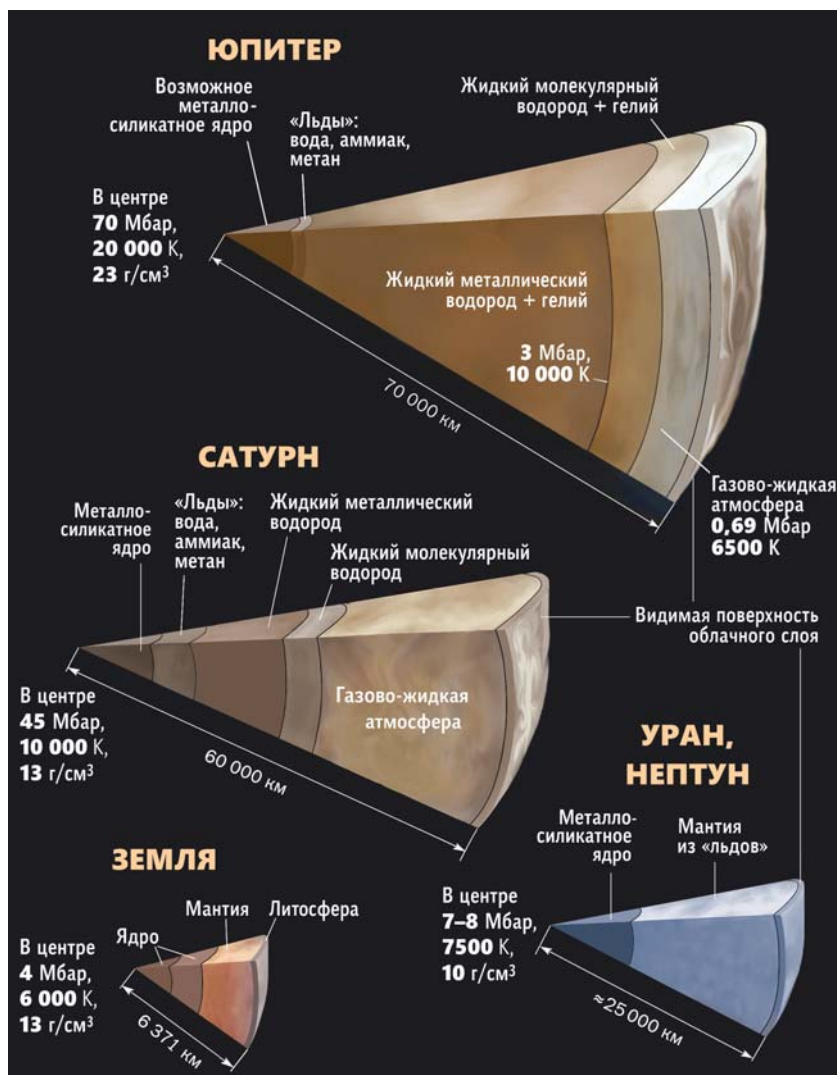 ЮПИТЕР
Возможное
металло-
силикатное ядро
«Льды»:
вода, аммиак,
метан
Жидкий молекулярный
водород + гелий
В центре
70 Мбар,
20 000 К,
23 г/см³
Жидкий металлический
водород + гелий
3 Мбар,
10 000 К
70 000 км
Газово-жидкая
атмосфера
0,69 Мбар
6500 К
САТУРН
Металло-
силикатное
ядро
«Льды»:
вода,
аммиак,
метан
Жидкий металлический
водород
Жидкий молекулярный
водород
Видимая поверхность
облачного слоя
В центре
45 Мбар,
10 000 К,
13 г/см³
Газово-жидкая
атмосфера
60 000 км
УРАН,
НЕПТУН
Металло-
силикатное
ядро
Мантия
из «льдов»
В центре
7–8 Мбар,
7500 К,
10 г/см³
≈25 000 км
ЗЕМЛЯ
Ядро
Мантия
Литосфера
В центре
4 Мбар,
6 000 К,
13 г/см³
6 371 км